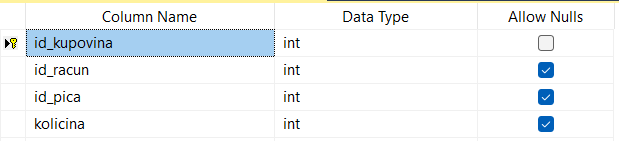 Column Name Data Type Allow Nulls
id_kupovina int
id_racun int
id_pica int
kolicina int